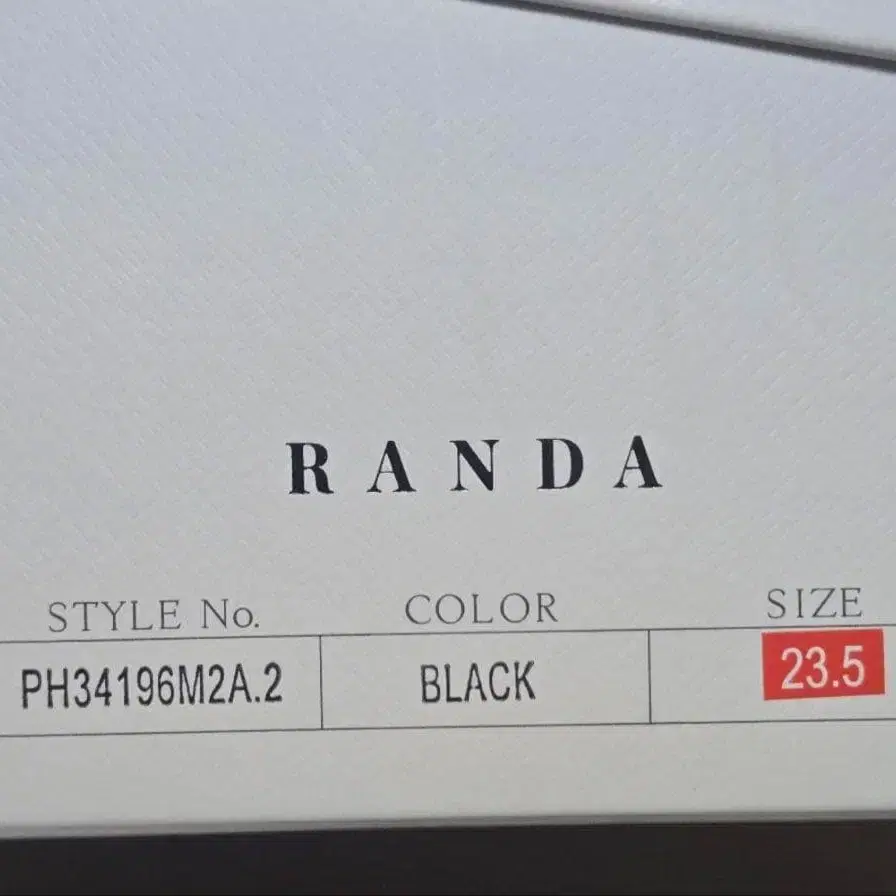 RANDA
STYLE No. COLOR SIZE
PH34196M2A.2 BLACK 23.5